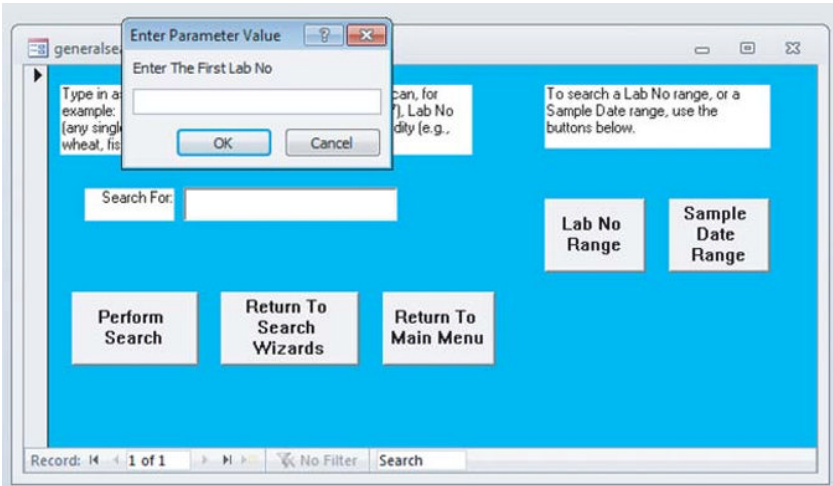 Enter Parameter Value
generalsea
Enter The First Lab No
OK
Cancel
Type in a
can, for
example:
Lab No
(any singl
dity (e.g.,
wheat, fis
To search a Lab No range, or a
Sample Date range, use the
buttons below.
Search For:
Lab No
Range
Sample
Date
Range
Perform
Search
Return To
Search
Wizards
Return To
Main Menu
Record:
1 of 1
No Filter
Search